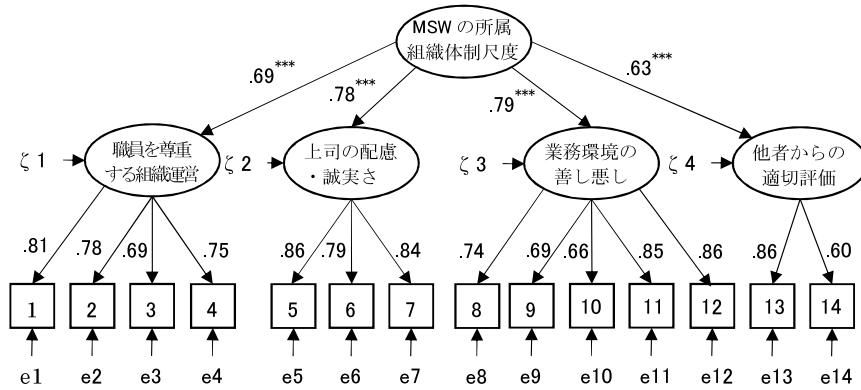 MSWの所属
組織体制尺度
.69***
.78***
.79***
.63***
ζ1
職員を尊重
する組織運営
ζ2
上司の配慮
・誠実さ
ζ3
業務環境の
善し悪し
ζ4
他者からの
適切評価
.81 .78 .69 .75 .86 .79 .84 .74 .69 .66 .85 .86 .86 .60
1 2 3 4 5 6 7 8 9 10 11 12 13 14
e1 e2 e3 e4 e5 e6 e7 e8 e9 e10 e11 e12 e13 e14